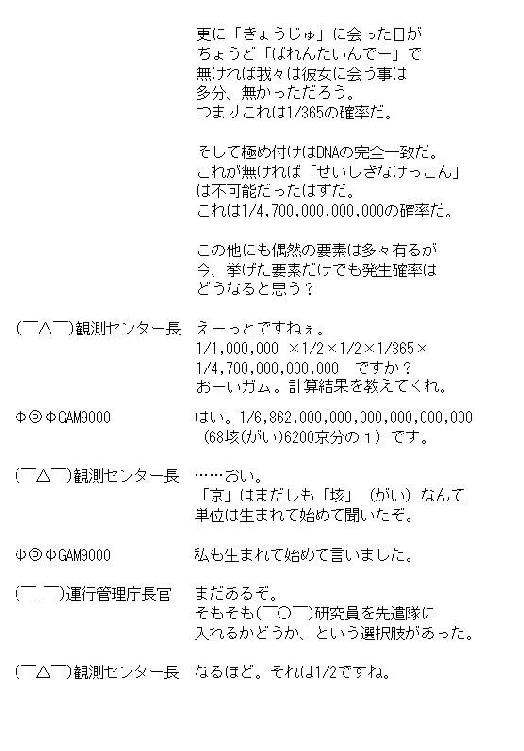 更に「きょうじゅ」に会った日が
ちょうど「ばれんたいんでー」で
無ければ我々は彼女に会う事は
多分、無かっただろう。
つまりこれは1/365の確率だ。
そして極め付けはDNAの完全一致だ。
これが無ければ「せいしきなけっこん」
は不可能だったはずだ。
これは1/4,700,000,000,000の確率だ。
この他にも偶然の要素は多々有るが
今、挙げた要素だけでも発生確率は
どうなると思う?
(￣△￣)観測センター長 えーっとですねぇ。
1/1,000,000 ×1/2×1/2×1/365×
1/4,700,000,000,000 ですか?
おーいガム。計算結果を教えてくれ。
Φ⊃ΦGAM9000 はい。1/6,862,000,000,000,000,000,000
(68垓(がい)6200京分の1)です。
(￣△￣)観測センター長 ……おい。
「京」はまだしも「垓」(がい)なんて
単位は生まれて始めて聞いたぞ。
Φ⊃ΦGAM9000 私も生まれて始めて言いました。
(￣_￣)運行管理庁長官 まだあるぞ。
そもそも(￣○￣)研究員を先遣隊に
入れるかどうか、という選択肢があった。
(￣△￣)観測センター長 なるほど。それは1/2ですね。